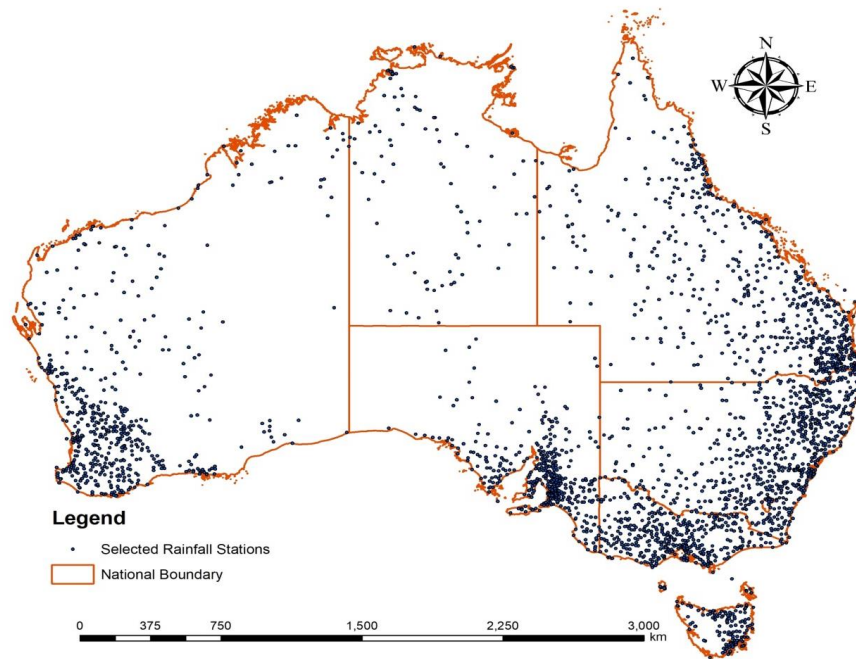 N
W E
S
Legend
Selected Rainfall Stations
National Boundary
0 375 750 1,500 2,250 3,000
km